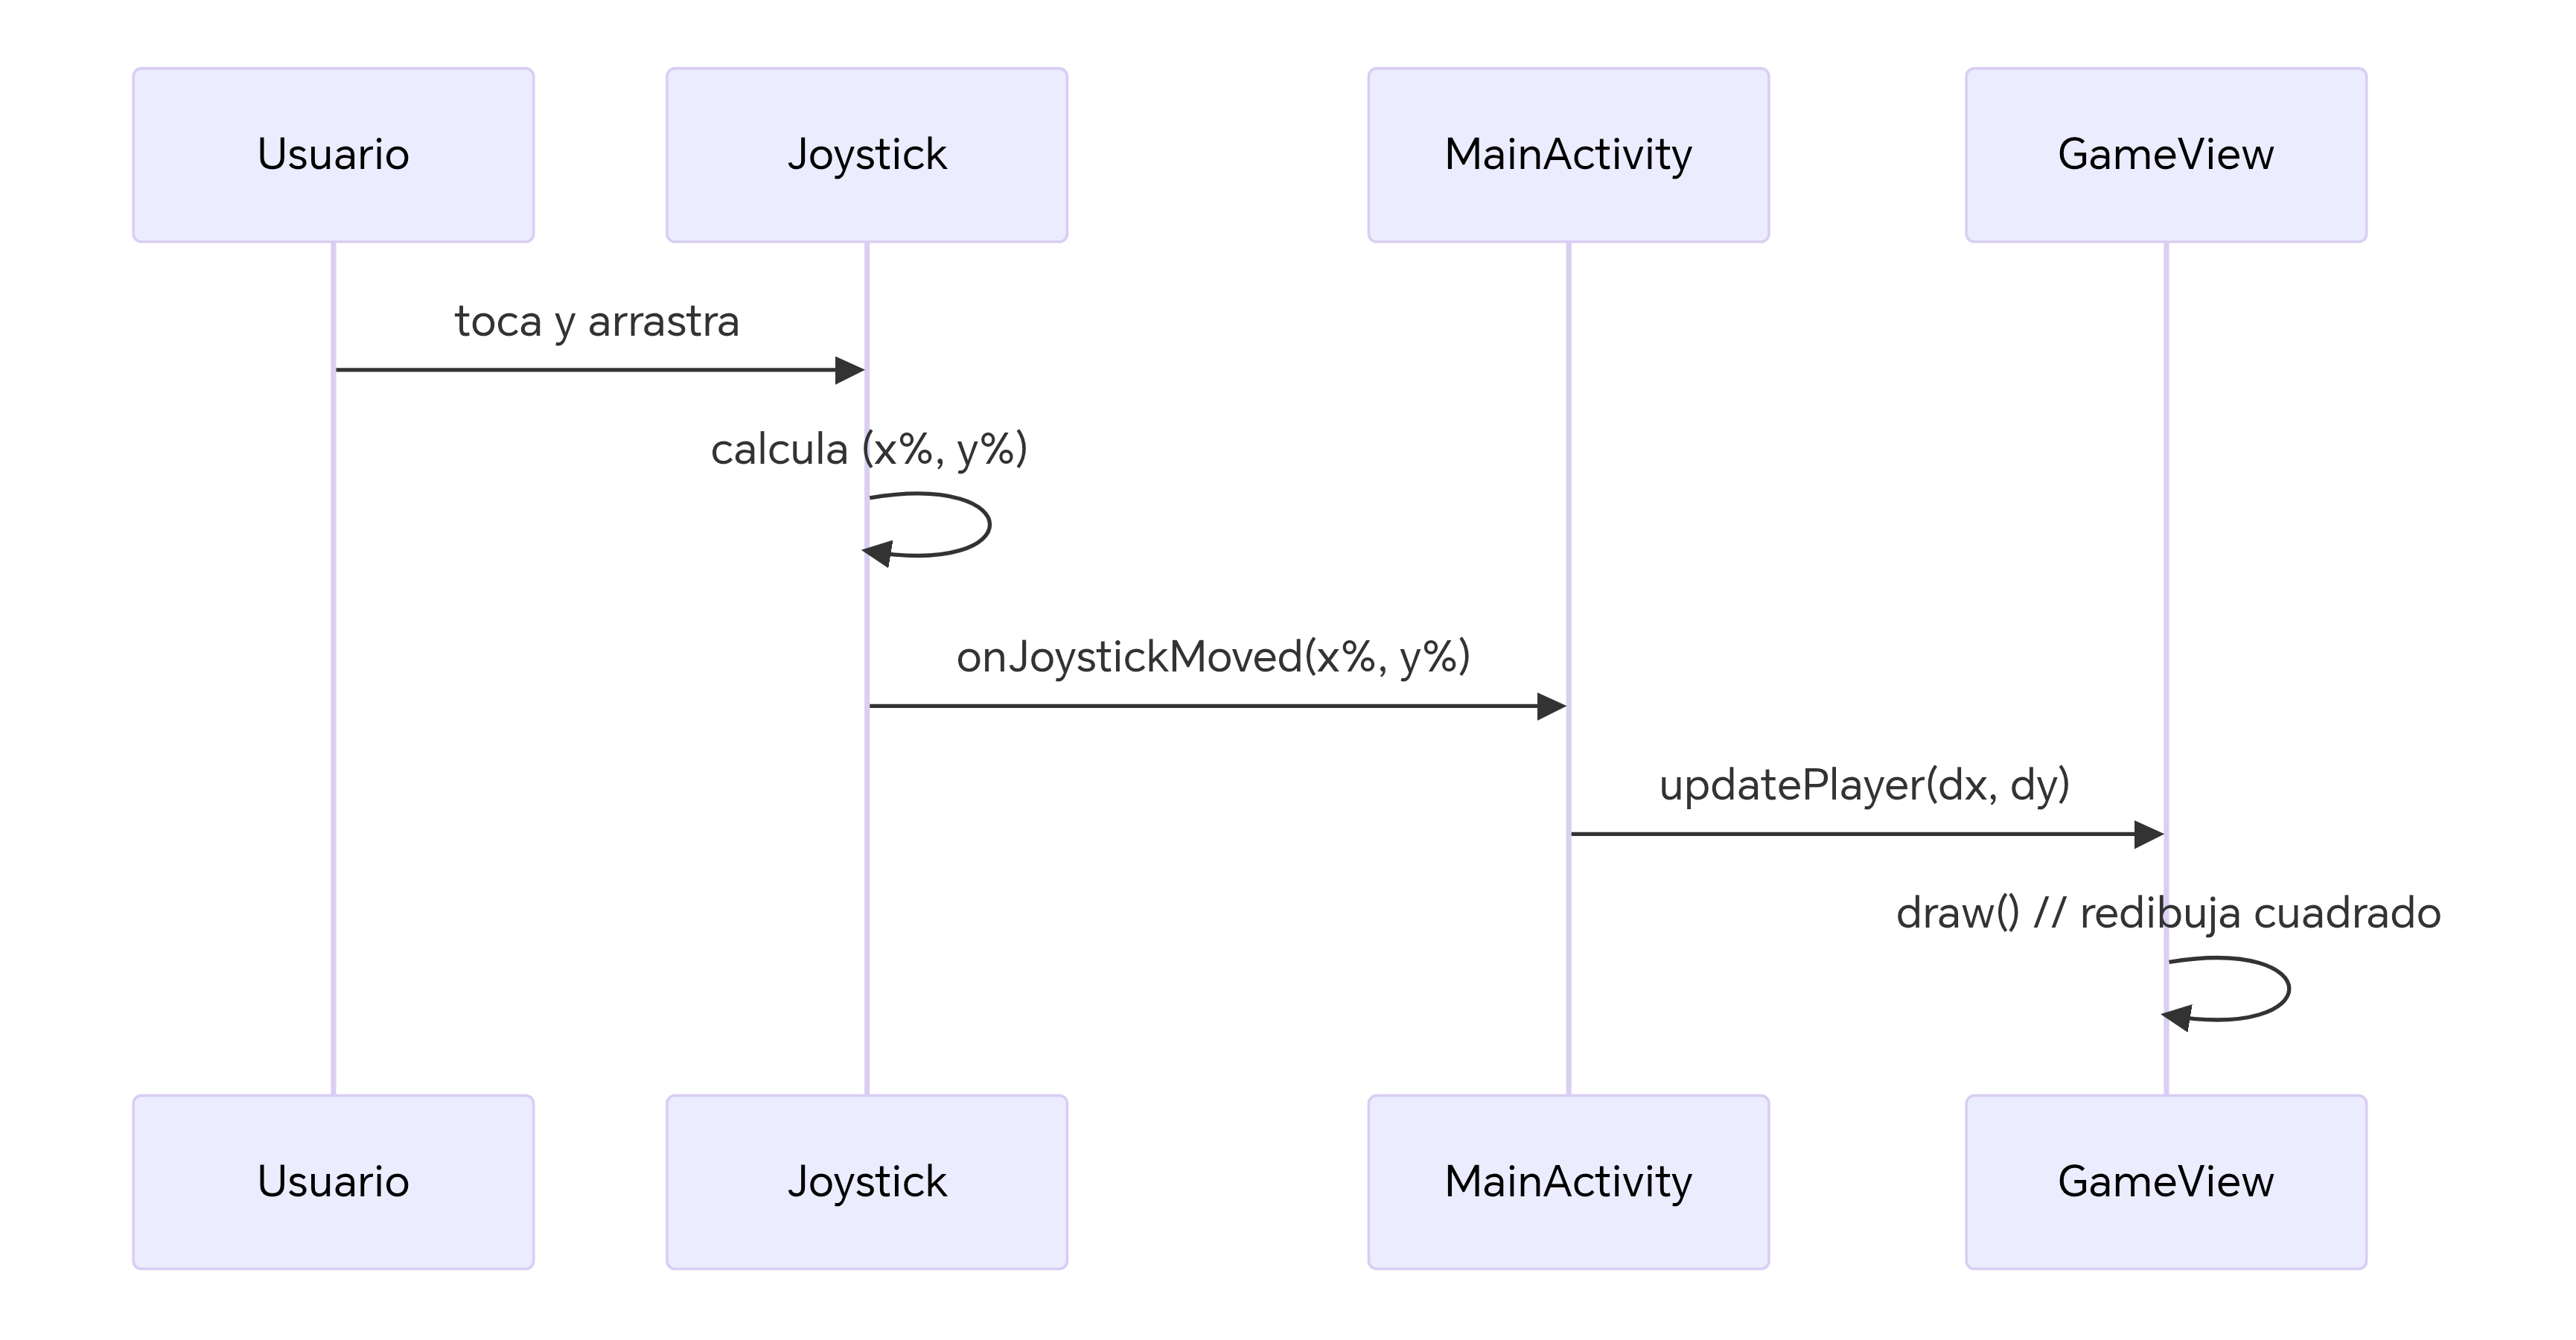 Usuario
Joystick
MainActivity
GameView
toca y arrastra
calcula (x%, y%)
onJoystickMoved(x%, y%)
updatePlayer(dx, dy)
draw() // redibuja cuadrado
Usuario
Joystick
MainActivity
GameView